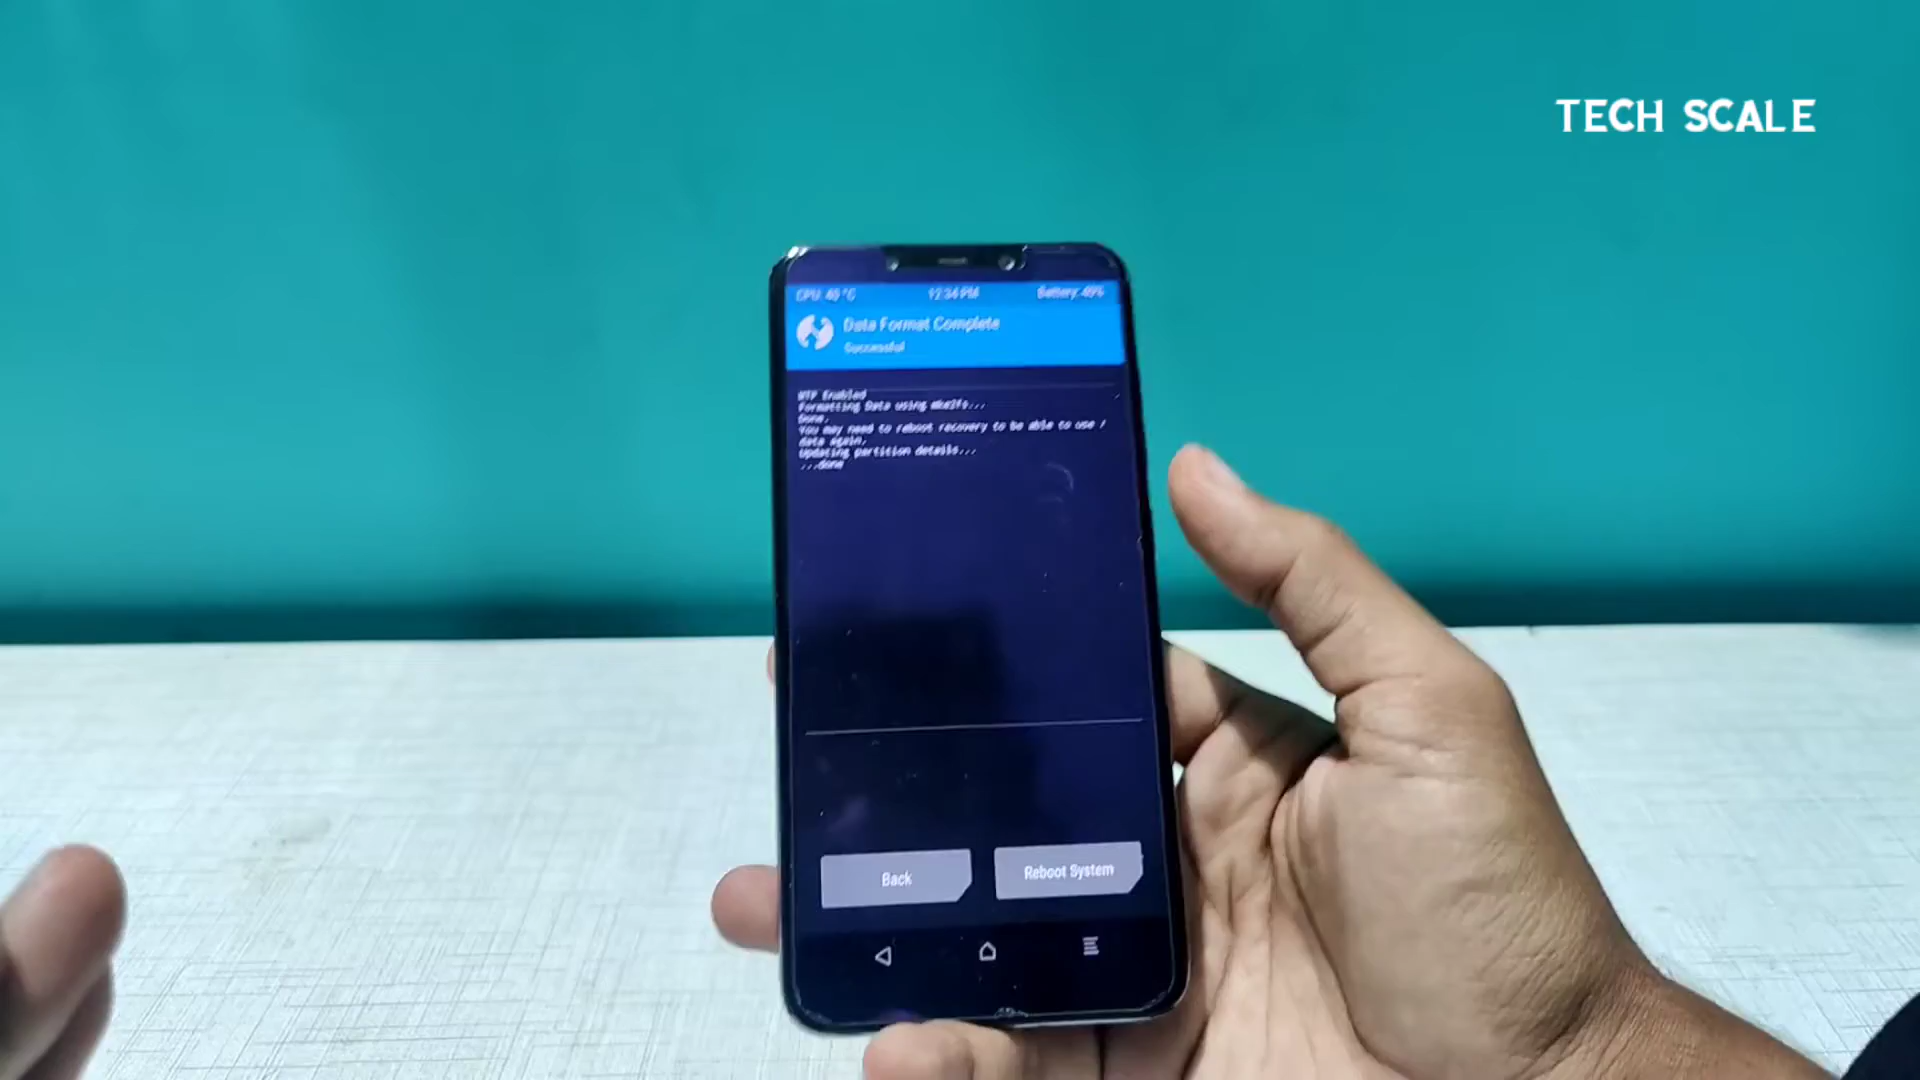 TECH SCALE
CPU: 40 °C 12:34 PM Battery: 49%
Data Format Complete
Successful
MTP Enabled
Formatting Data using mke2fs...
Done.
You may need to reboot recovery to be able to use /
data again.
Updating partition details...
...done
Back Reboot System